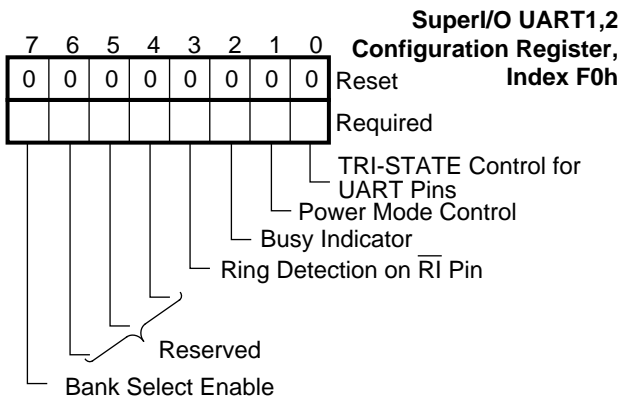 SuperI/O UART1,2
Configuration Register,
Index F0h
7 6 5 4 3 2 1 0
0 0 0 0 0 0 0 0 Reset
Required
TRI-STATE Control for
UART Pins
Power Mode Control
Busy Indicator
Ring Detection on R̅I̅ Pin
Reserved
Bank Select Enable